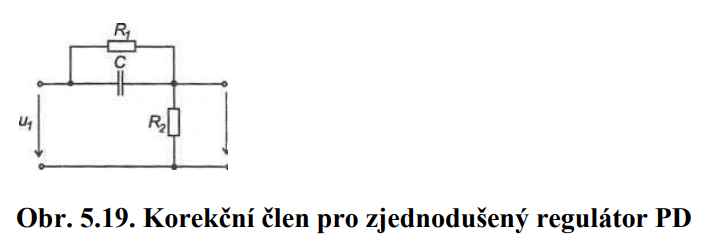 R1
C
u1
R2
Obr. 5.19. Korekční člen pro zjednodušený regulátor PD